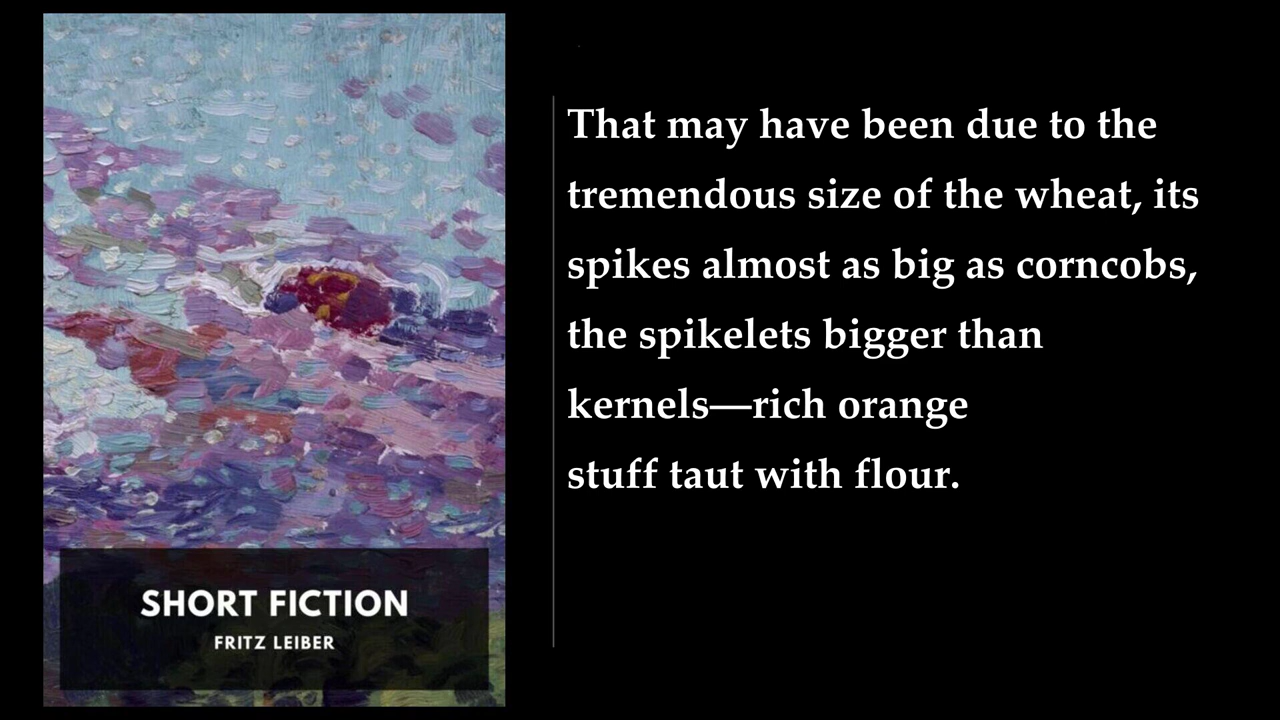 SHORT FICTION
FRITZ LEIBER
That may have been due to the
tremendous size of the wheat, its
spikes almost as big as corncobs,
the spikelets bigger than
kernels—rich orange
stuff taut with flour.